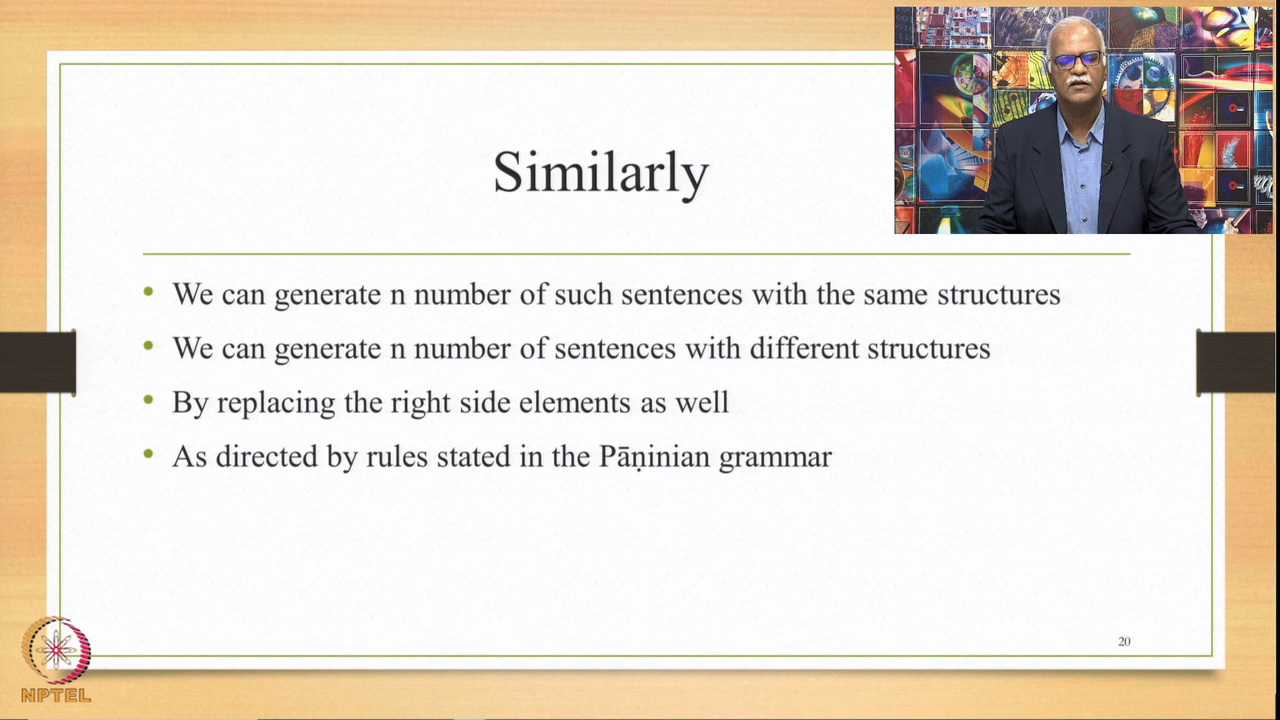 Similarly
• We can generate n number of such sentences with the same structures
• We can generate n number of sentences with different structures
• By replacing the right side elements as well
• As directed by rules stated in the Pāṇinian grammar
20
NPTEL